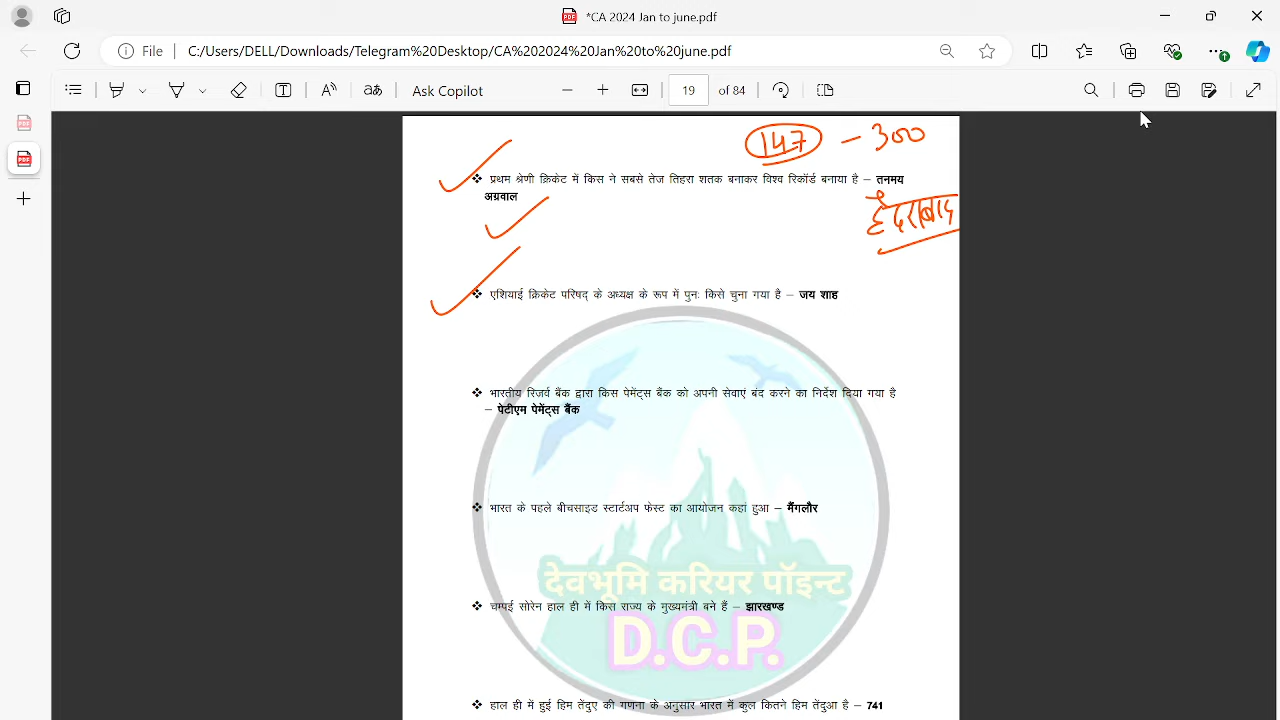 *CA 2024 Jan to june.pdf
File
C:/Users/DELL/Downloads/Telegram%20Desktop/CA%202024%20Jan%20to%20june.pdf
aあ
Ask Copilot
19
of 84
147 – 300
❖ प्रथम श्रेणी क्रिकेट में किस ने सबसे तेज तिहरा शतक बनाकर विश्व रिकॉर्ड बनाया है – तनमय
अग्रवाल
हैदराबाद
❖ एशियाई क्रिकेट परिषद् के अध्यक्ष के रूप में पुनः किसे चुना गया है – जय शाह
❖ भारतीय रिजर्व बैंक द्वारा किस पेमेंट्स बैंक को अपनी सेवाएं बंद करने का निर्देश दिया गया है
– पेटीएम पेमेंट्स बैंक
❖ भारत के पहले बीचसाइड स्टार्टअप फेस्ट का आयोजन कहां हुआ – मैंगलौर
देवभूमि करियर पॉइन्ट
❖ चम्पई सोरेन हाल ही में किस राज्य के मुख्यमंत्री बने हैं – झारखण्ड
D.C.P.
❖ हाल ही में हुई हिम तेंदुए की गणना के अनुसार भारत में कुल कितने हिम तेंदुआ है – 741